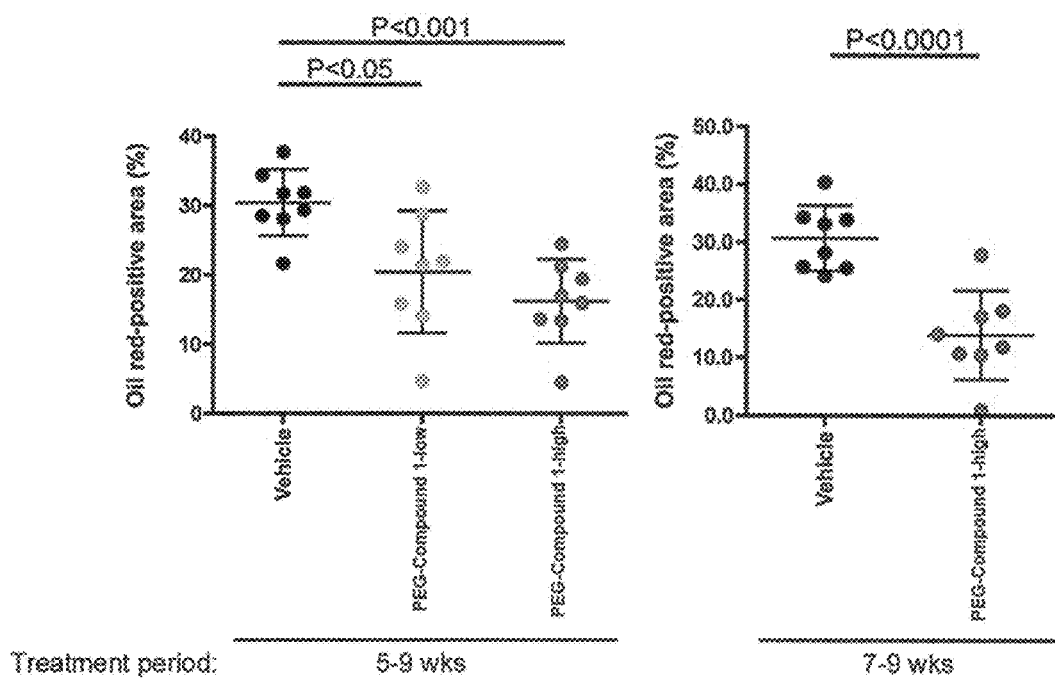 P<0.001
P<0.05
Oil red-positive area (%)
40
30
20
10
0
Vehicle
PEG-Compound 1-low
PEG-Compound 1-high
P<0.0001
Oil red-positive area (%)
50.0
40.0
30.0
20.0
10.0
0.0
Vehicle
PEG-Compound 1-high
Treatment period:
5-9 wks
7-9 wks